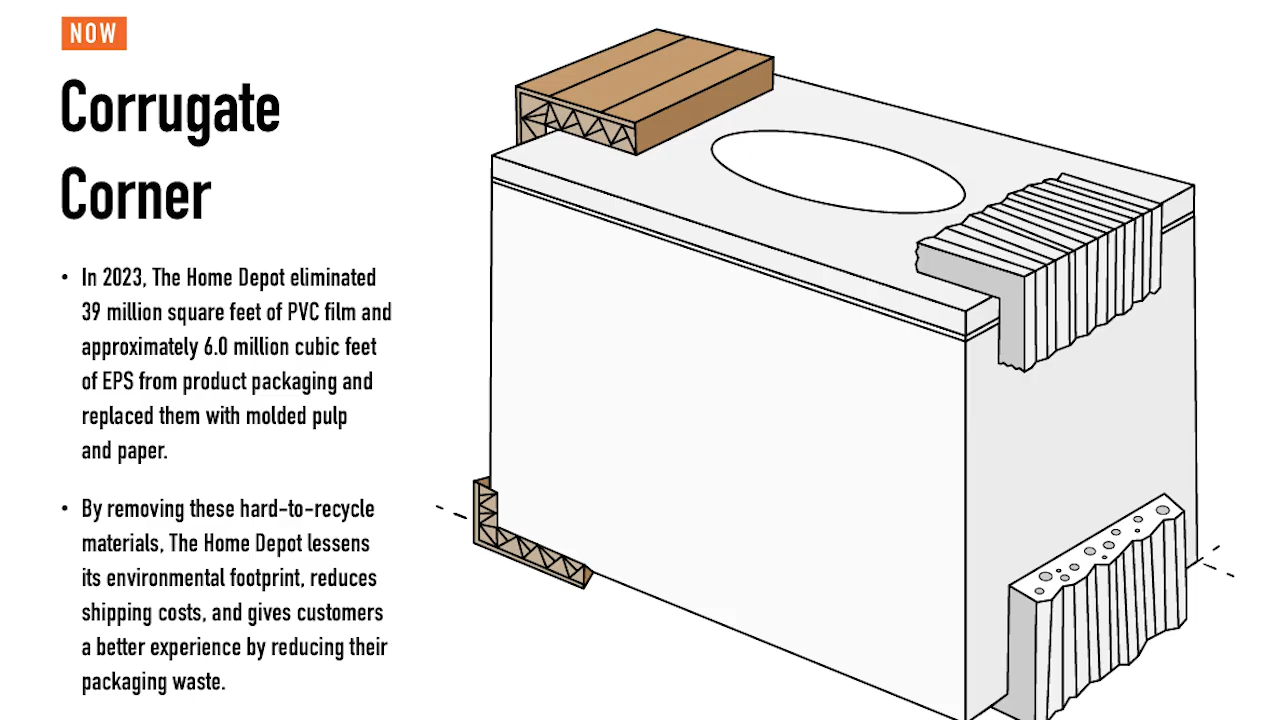 NOW
Corrugate
Corner
• In 2023, The Home Depot eliminated
39 million square feet of PVC film and
approximately 6.0 million cubic feet
of EPS from product packaging and
replaced them with molded pulp
and paper.
• By removing these hard-to-recycle
materials, The Home Depot lessens
its environmental footprint, reduces
shipping costs, and gives customers
a better experience by reducing their
packaging waste.